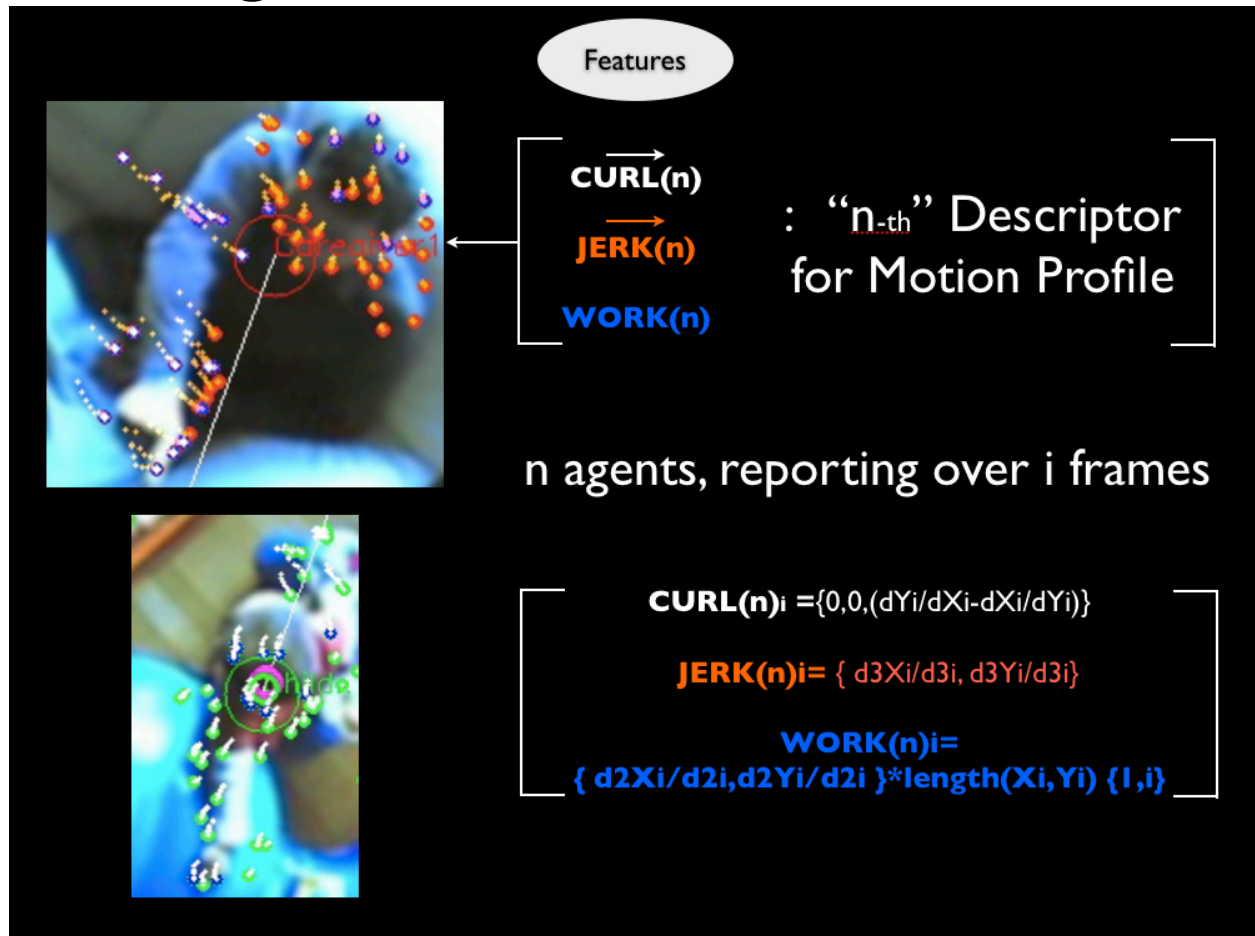 Features
CURL(n)
JERK(n)
WORK(n)
: “n-th” Descriptor
for Motion Profile
Caregiver1
n agents, reporting over i frames
CURL(n)i ={0,0,(dYi/dXi-dXi/dYi)}
JERK(n)i= { d3Xi/d3i, d3Yi/d3i}
WORK(n)i=
{ d2Xi/d2i,d2Yi/d2i }*length(Xi,Yi) {1,i}